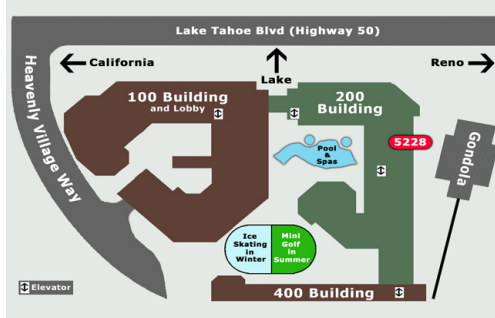 Lake Tahoe Blvd (Highway 50)
California
Lake
Reno
Heavenly Village Way
100 Building
and Lobby
200
Building
5228
Gondola
Pool
&
Spas
Ice
Skating
in
Winter
Mini
Golf
in
Summer
Elevator
400 Building